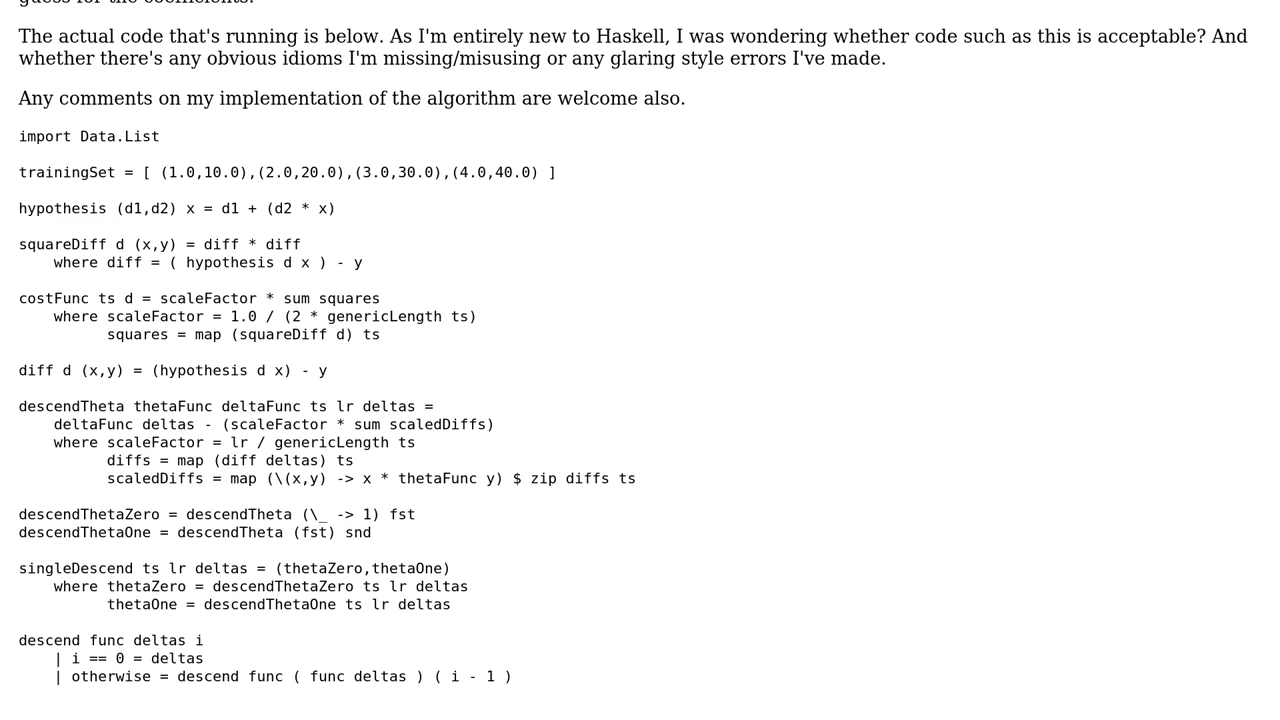 guess for the coefficients.
The actual code that's running is below. As I'm entirely new to Haskell, I was wondering whether code such as this is acceptable? And
whether there's any obvious idioms I'm missing/misusing or any glaring style errors I've made.
Any comments on my implementation of the algorithm are welcome also.
import Data.List
trainingSet = [ (1.0,10.0),(2.0,20.0),(3.0,30.0),(4.0,40.0) ]
hypothesis (d1,d2) x = d1 + (d2 * x)
squareDiff d (x,y) = diff * diff
    where diff = ( hypothesis d x ) - y
costFunc ts d = scaleFactor * sum squares
    where scaleFactor = 1.0 / (2 * genericLength ts)
          squares = map (squareDiff d) ts
diff d (x,y) = (hypothesis d x) - y
descendTheta thetaFunc deltaFunc ts lr deltas =
    deltaFunc deltas - (scaleFactor * sum scaledDiffs)
    where scaleFactor = lr / genericLength ts
          diffs = map (diff deltas) ts
          scaledDiffs = map (\(x,y) -> x * thetaFunc y) $ zip diffs ts
descendThetaZero = descendTheta (\_ -> 1) fst
descendThetaOne = descendTheta (fst) snd
singleDescend ts lr deltas = (thetaZero,thetaOne)
    where thetaZero = descendThetaZero ts lr deltas
          thetaOne = descendThetaOne ts lr deltas
descend func deltas i
    | i == 0 = deltas
    | otherwise = descend func ( func deltas ) ( i - 1 )